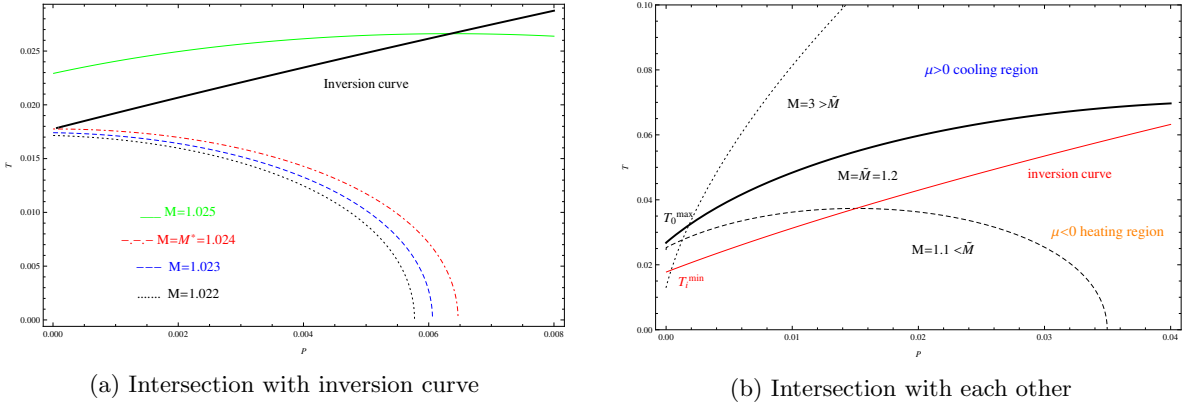 0.025
0.020
0.015
0.010
0.005
0.000
T
Inversion curve
M=1.025
M=M*=1.024
M=1.023
M=1.022
0.000 0.002 0.004 0.006 0.008
P
(a) Intersection with inversion curve
0.10
0.08
0.06
0.04
0.02
0.00
T
μ>0 cooling region
M=3 >M̃
M=M̃=1.2
inversion curve
T₀ᵐᵃˣ
μ<0 heating region
M=1.1 <M̃
Tᵢᵐⁱⁿ
0.00 0.01 0.02 0.03 0.04
P
(b) Intersection with each other